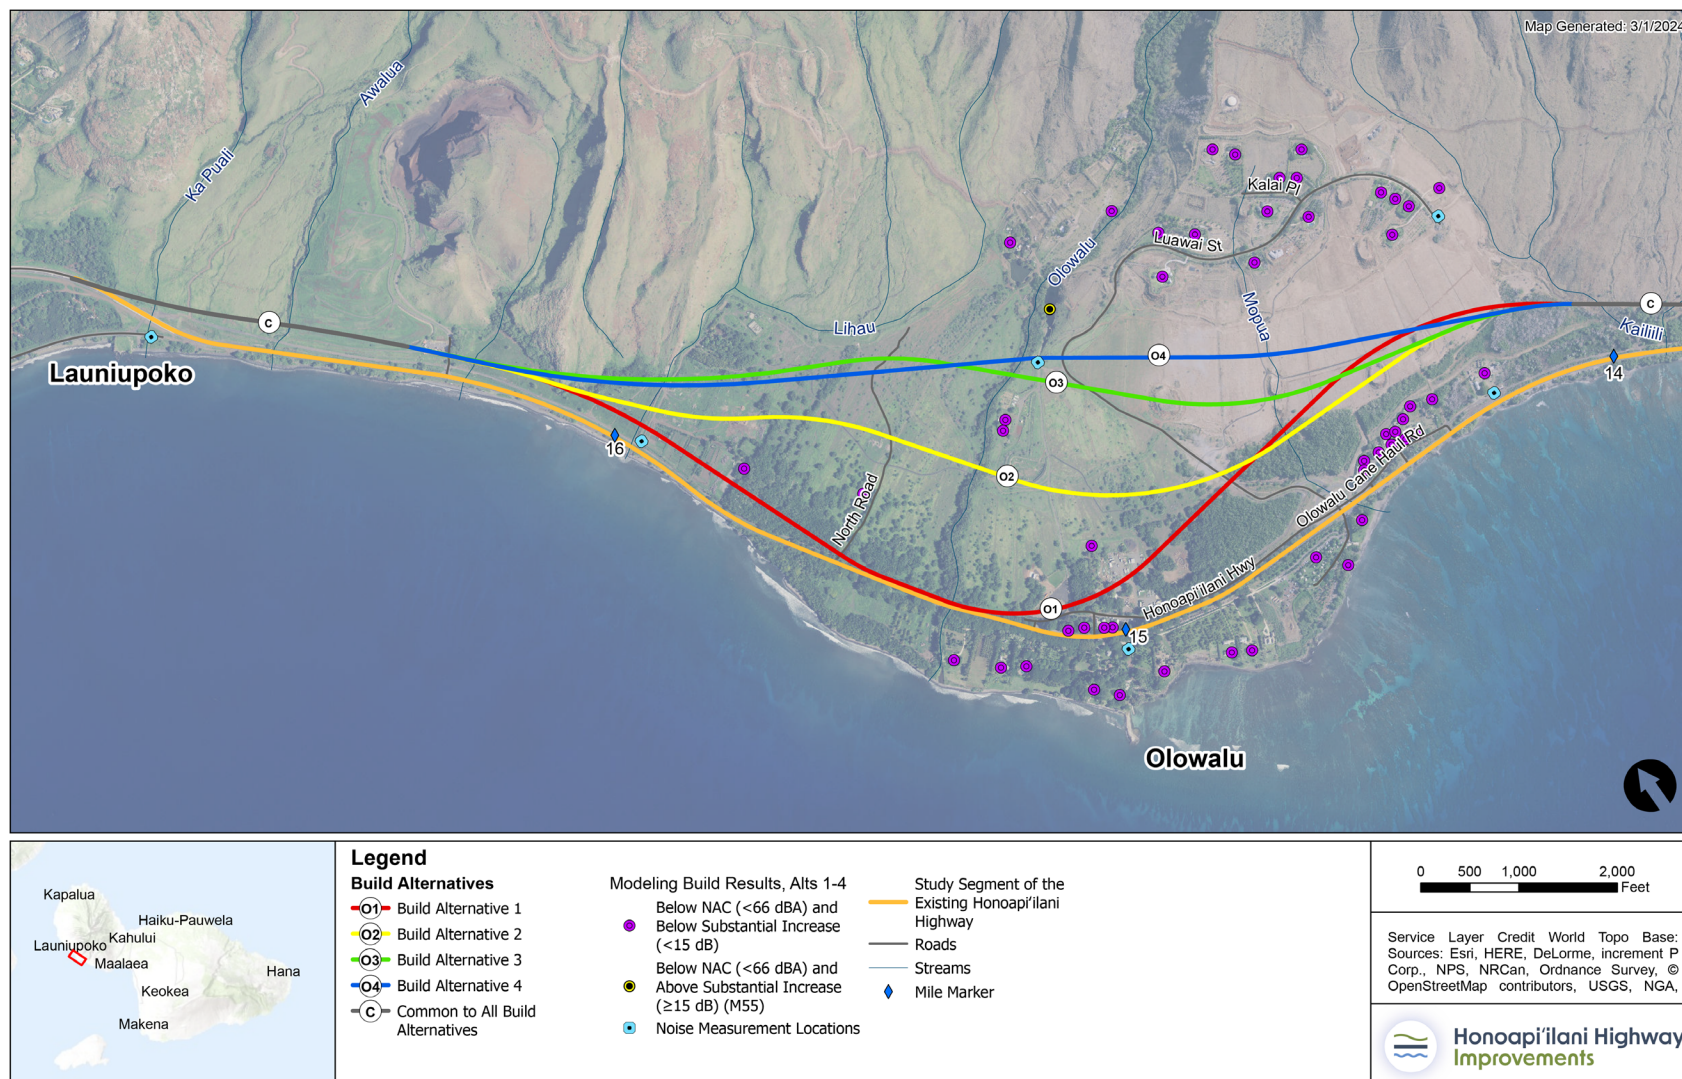 Map Generated: 3/1/2024
Awalua
Ka Puali
Kalai Pl
Luawai St
Olowalu
Mopua
Lihau
Kailili
C
C
O4
O3
O2
O1
Launiupoko
14
16
15
North Road
Olowalu Cane Haul Rd
Honoapiʻilani Hwy
Olowalu
Kapalua
Haiku-Pauwela
Kahului
Launiupoko
Maalaea
Hana
Keokea
Makena
Legend
Build Alternatives
O1 Build Alternative 1
O2 Build Alternative 2
O3 Build Alternative 3
O4 Build Alternative 4
C Common to All Build
Alternatives
Modeling Build Results, Alts 1-4
Below NAC (<66 dBA) and
Below Substantial Increase
(<15 dB)
Below NAC (<66 dBA) and
Above Substantial Increase
(≥15 dB) (M55)
Noise Measurement Locations
Study Segment of the
Existing Honoapiʻilani
Highway
Roads
Streams
Mile Marker
0 500 1,000 2,000
Feet
Service Layer Credit World Topo Base:
Sources: Esri, HERE, DeLorme, increment P
Corp., NPS, NRCan, Ordnance Survey, ©
OpenStreetMap contributors, USGS, NGA,
Honoapiʻilani Highway
Improvements